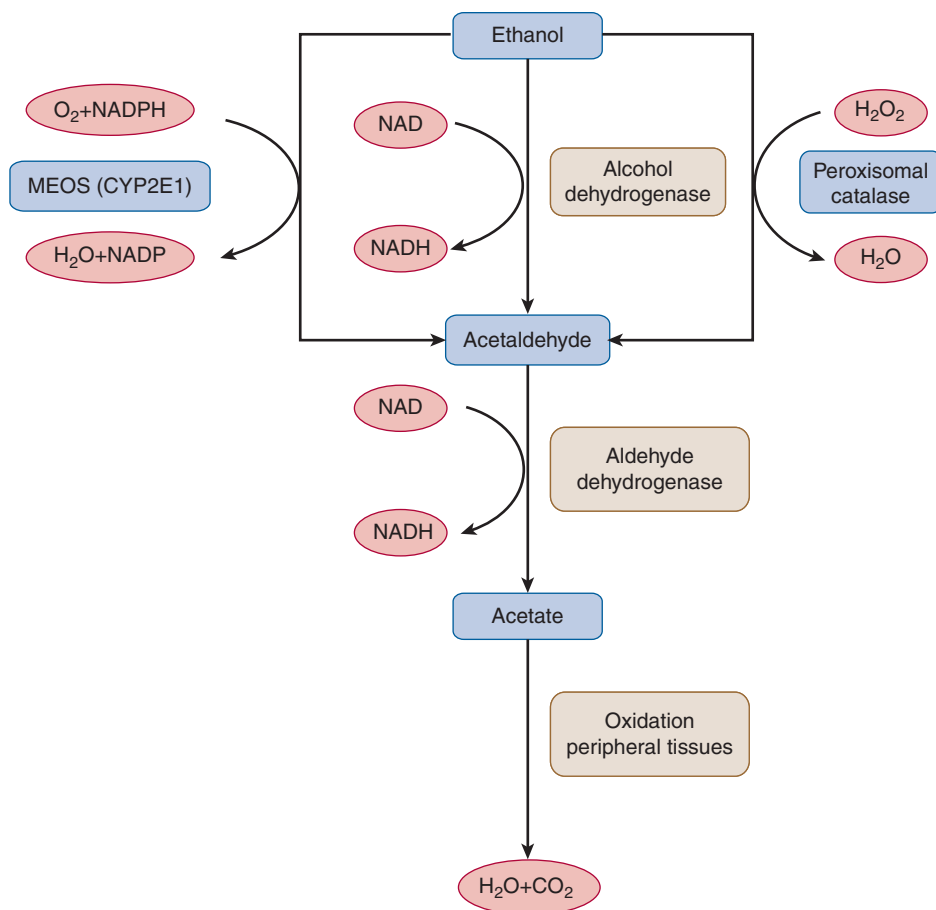 Ethanol
O₂+NADPH
NAD
H₂O₂
MEOS (CYP2E1)
Alcohol
dehydrogenase
Peroxisomal
catalase
H₂O+NADP
NADH
H₂O
Acetaldehyde
NAD
Aldehyde
dehydrogenase
NADH
Acetate
Oxidation
peripheral tissues
H₂O+CO₂